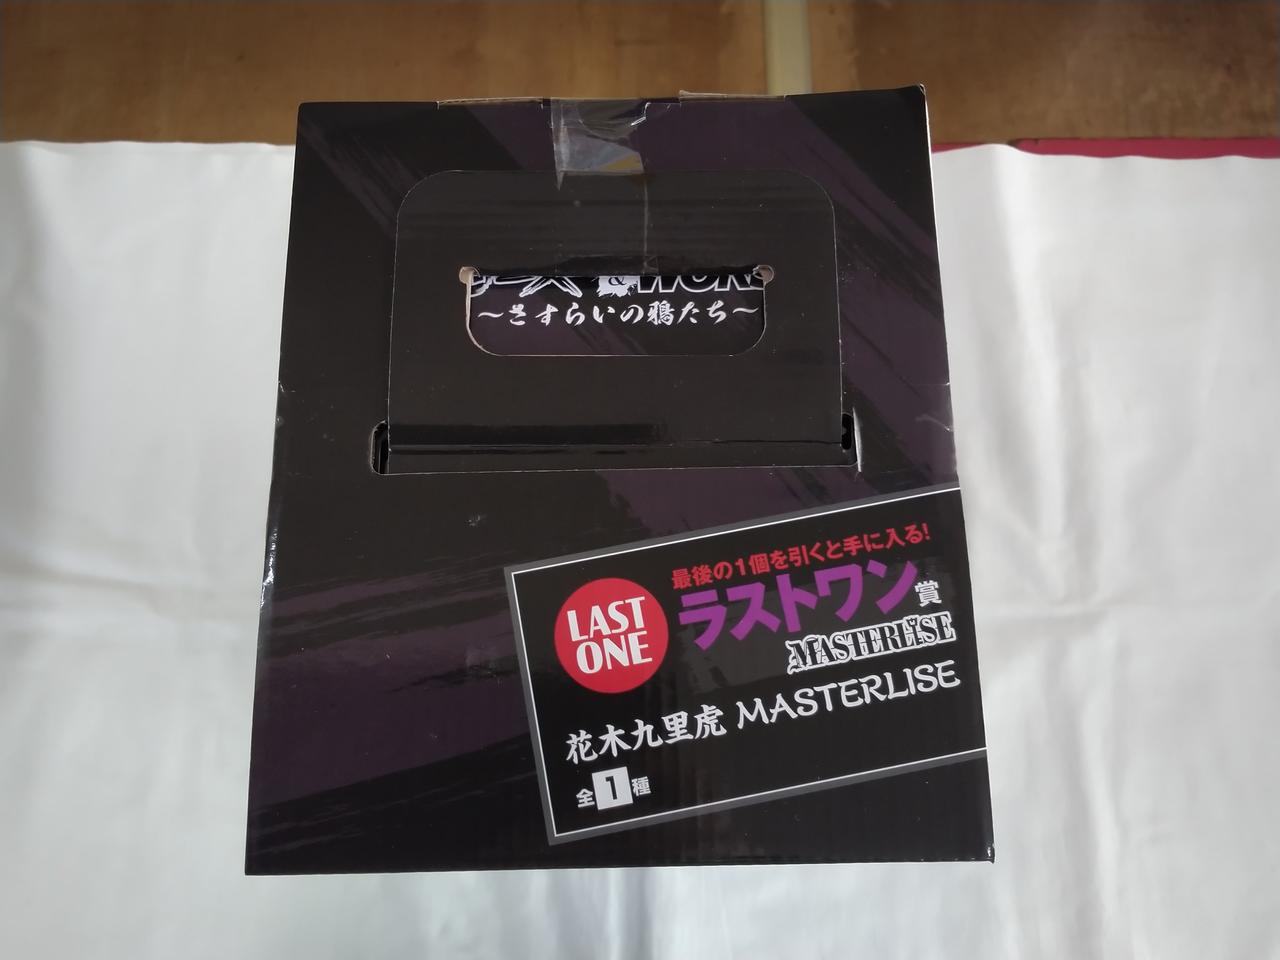 &WORST
～さすらいの鴉たち～
最後の1個を引くと手に入る!
LAST
ONE
ラストワン賞
MASTERLISE
花木九里虎 MASTERLISE
全1種